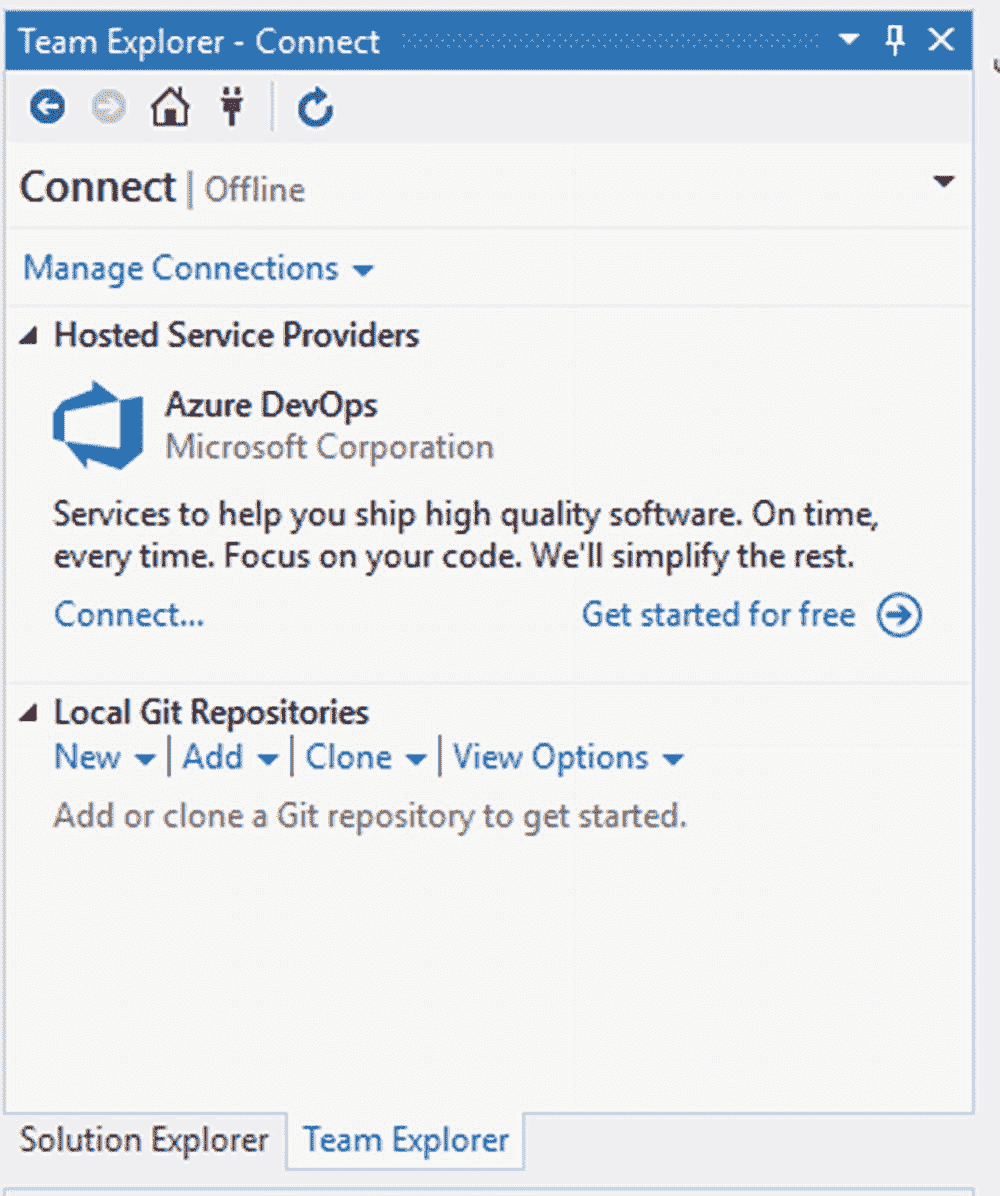 Team Explorer - Connect
Connect | Offline
Manage Connections
Hosted Service Providers
Azure DevOps
Microsoft Corporation
Services to help you ship high quality software. On time,
every time. Focus on your code. We'll simplify the rest.
Connect... Get started for free
Local Git Repositories
New | Add | Clone | View Options
Add or clone a Git repository to get started.
Solution Explorer Team Explorer